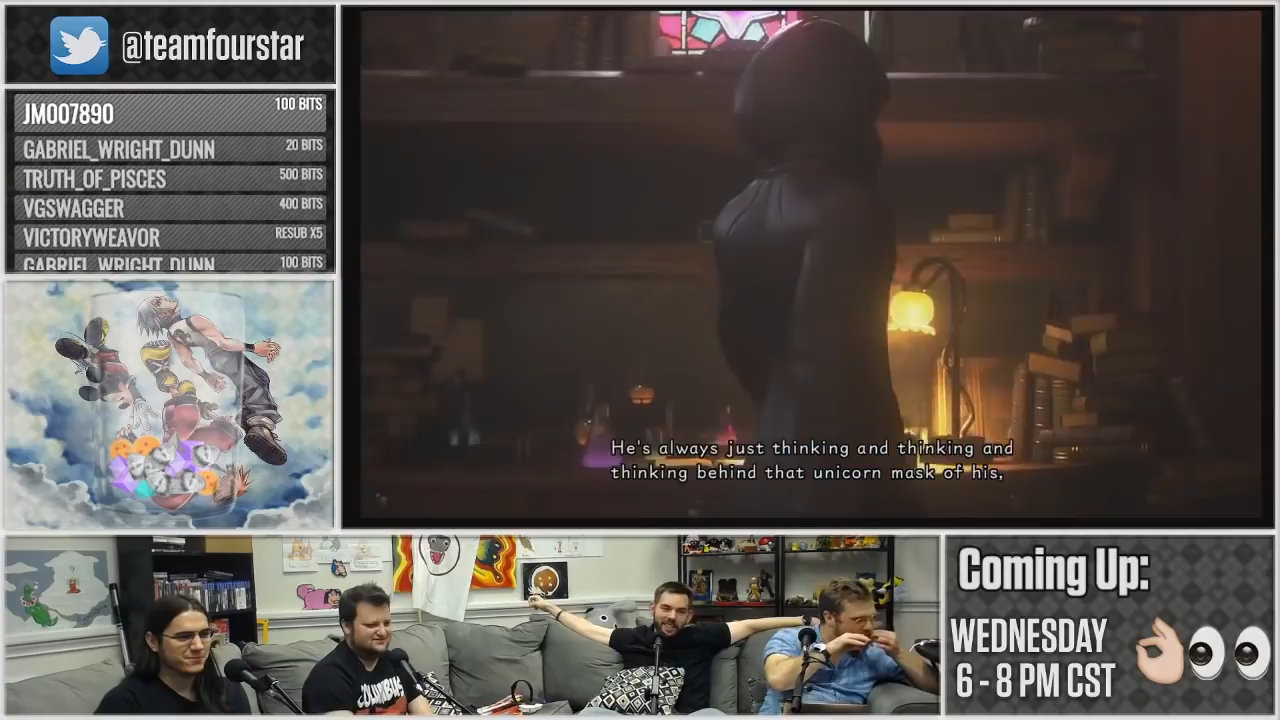 @teamfourstar
JM007890 100 BITS
GABRIEL_WRIGHT_DUNN 20 BITS
TRUTH_OF_PISCES 500 BITS
VGSWAGGER 400 BITS
VICTORYWEAVOR RESUB X5
GABRIEL_WRIGHT_DUNN 100 BITS
He's always just thinking and thinking and
thinking behind that unicorn mask of his,
COLUMBUS
Coming Up:
WEDNESDAY
6 - 8 PM CST